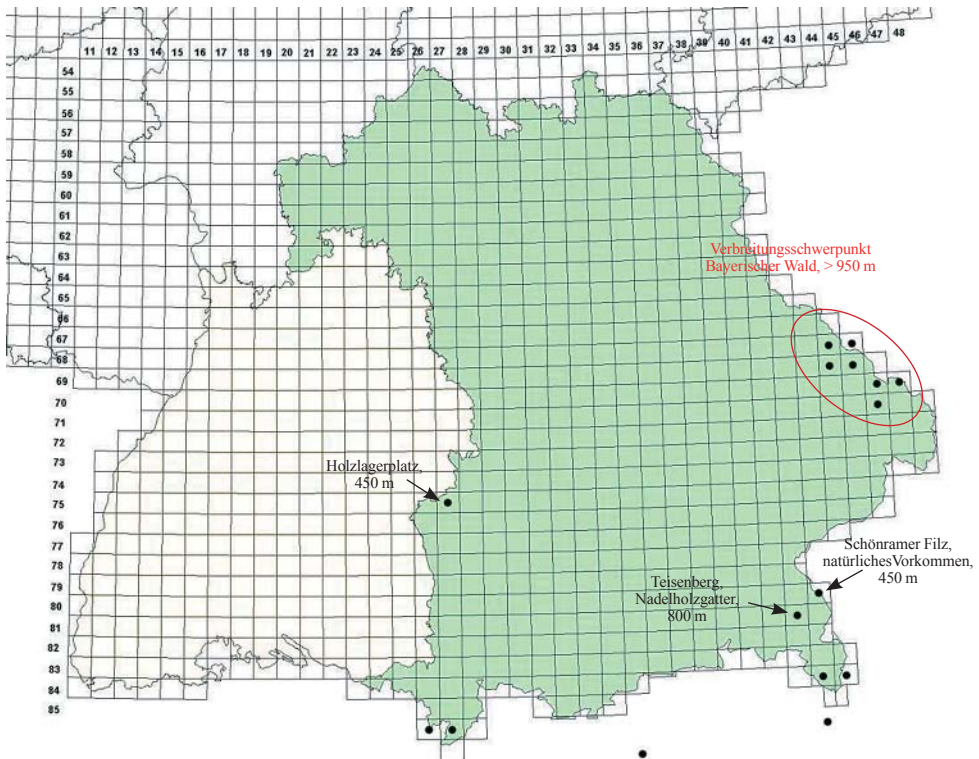 11 12 13 14 15 16 17 18 19 20 21 22 23 24 25 26 27 28 29 30 31 32 33 34 35 36 37 38 39 40 41 42 43 44 45 46 47 48
54
55
56
57
58
59
60
61
62
63
64
65
66
67
68
69
70
71
72
73
74
75
76
77
78
79
80
81
82
83
84
85
Verbreitungsschwerpunkt
Bayerischer Wald, > 950 m
Holzlagerplatz,
450 m
Schönramer Filz,
natürlichesVorkommen,
450 m
Teisenberg,
Nadelholzgatter,
800 m